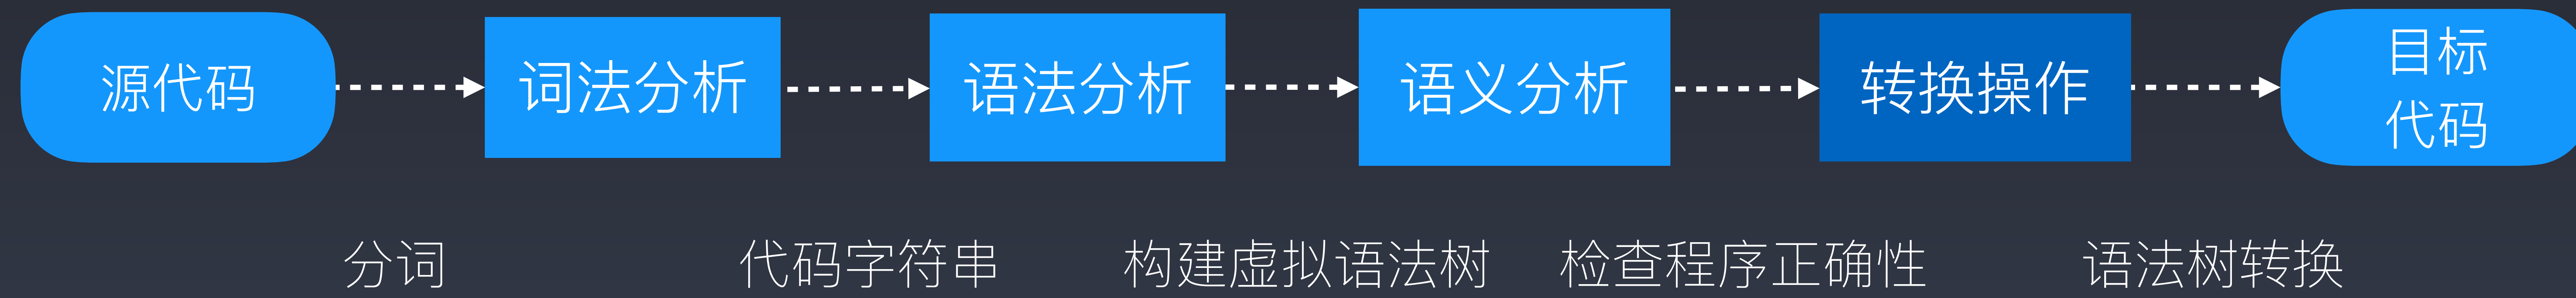 源代码
词法分析
语法分析
语义分析
转换操作
目标
代码
分词
代码字符串
构建虚拟语法树
检查程序正确性
语法树转换